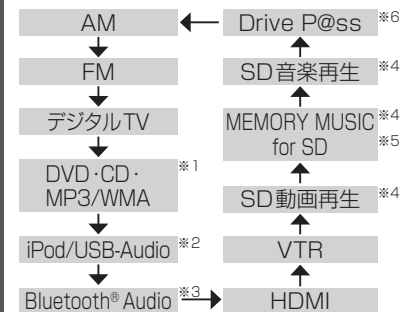 AM
FM
デジタルTV
DVD･CD･ ※1
MP3/WMA
iPod/USB-Audio ※2
Bluetooth® Audio ※3
HDMI
VTR
SD動画再生 ※4
MEMORY MUSIC ※4
for SD ※5
SD音楽再生 ※4
Drive P@ss ※6